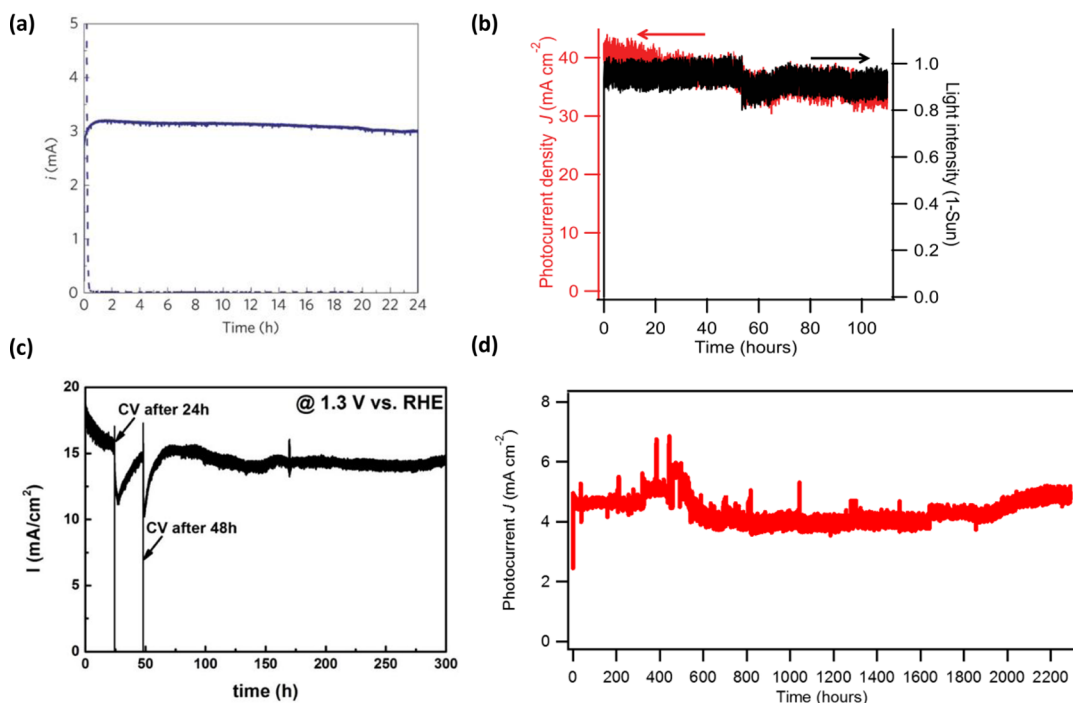 (a)
5
4
3
2
1
0
i (mA)
0 2 4 6 8 10 12 14 16 18 20 22 24
Time (h)
(b)
40
30
20
10
0
Photocurrent density J (mA cm⁻²)
1.0
0.8
0.6
0.4
0.2
0.0
Light intensity (1-Sun)
0 20 40 60 80 100
Time (hours)
(c)
20
15
10
5
0
I (mA/cm²)
@ 1.3 V vs. RHE
CV after 24h
CV after 48h
0 50 100 150 200 250 300
time (h)
(d)
8
6
4
2
0
Photocurrent J (mA cm⁻²)
0 200 400 600 800 1000 1200 1400 1600 1800 2000 2200
Time (hours)